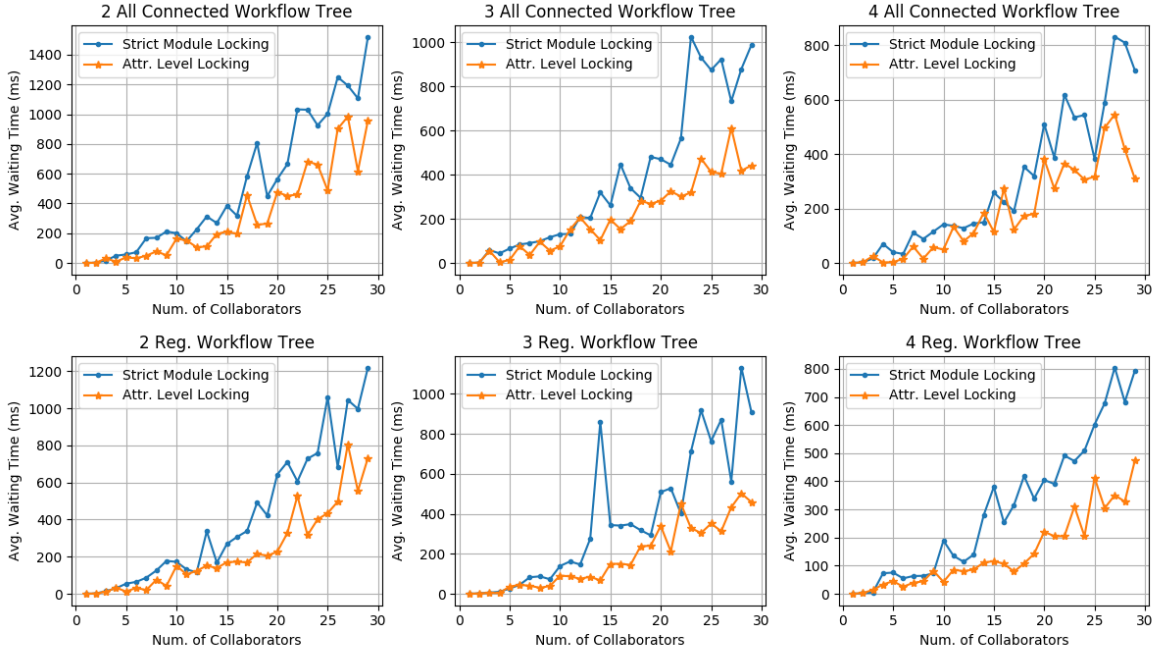 2 All Connected Workflow Tree
Strict Module Locking
Attr. Level Locking
Avg. Waiting Time (ms)
1400
1200
1000
800
600
400
200
0
0 5 10 15 20 25 30
Num. of Collaborators
3 All Connected Workflow Tree
Strict Module Locking
Attr. Level Locking
Avg. Waiting Time (ms)
1000
800
600
400
200
0
0 5 10 15 20 25 30
Num. of Collaborators
4 All Connected Workflow Tree
Strict Module Locking
Attr. Level Locking
Avg. Waiting Time (ms)
800
600
400
200
0
0 5 10 15 20 25 30
Num. of Collaborators
2 Reg. Workflow Tree
Strict Module Locking
Attr. Level Locking
Avg. Waiting Time (ms)
1200
1000
800
600
400
200
0
0 5 10 15 20 25 30
Num. of Collaborators
3 Reg. Workflow Tree
Strict Module Locking
Attr. Level Locking
Avg. Waiting Time (ms)
1000
800
600
400
200
0
0 5 10 15 20 25 30
Num. of Collaborators
4 Reg. Workflow Tree
Strict Module Locking
Attr. Level Locking
Avg. Waiting Time (ms)
800
700
600
500
400
300
200
100
0
0 5 10 15 20 25 30
Num. of Collaborators